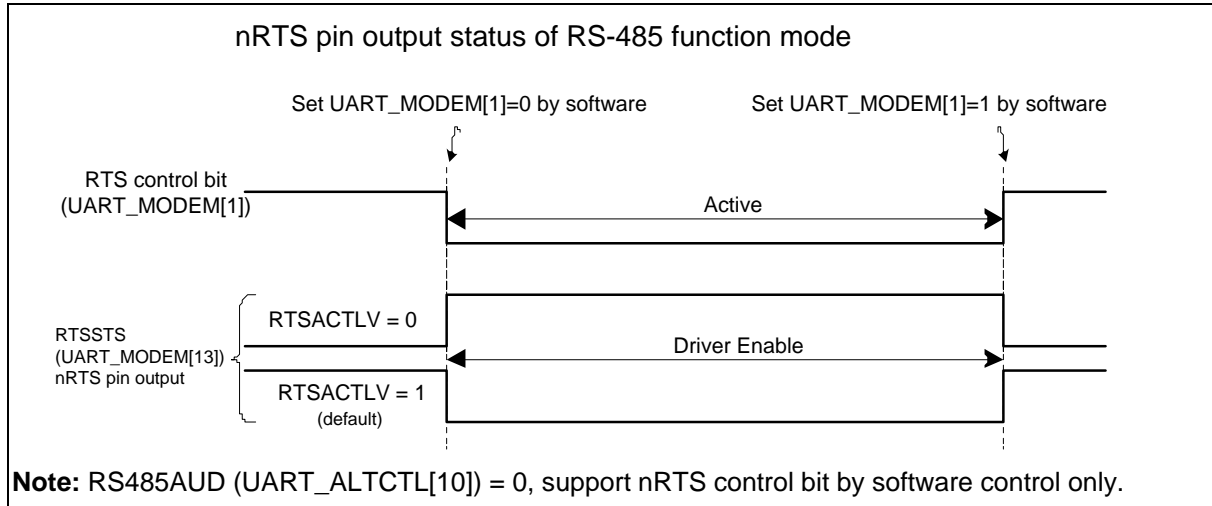 nRTS pin output status of RS-485 function mode
Set UART_MODEM[1]=0 by software
Set UART_MODEM[1]=1 by software
RTS control bit
(UART_MODEM[1])
Active
RTSACTLV = 0
RTSSTS
(UART_MODEM[13])
nRTS pin output
Driver Enable
RTSACTLV = 1
(default)
Note: RS485AUD (UART_ALTCTL[10]) = 0, support nRTS control bit by software control only.